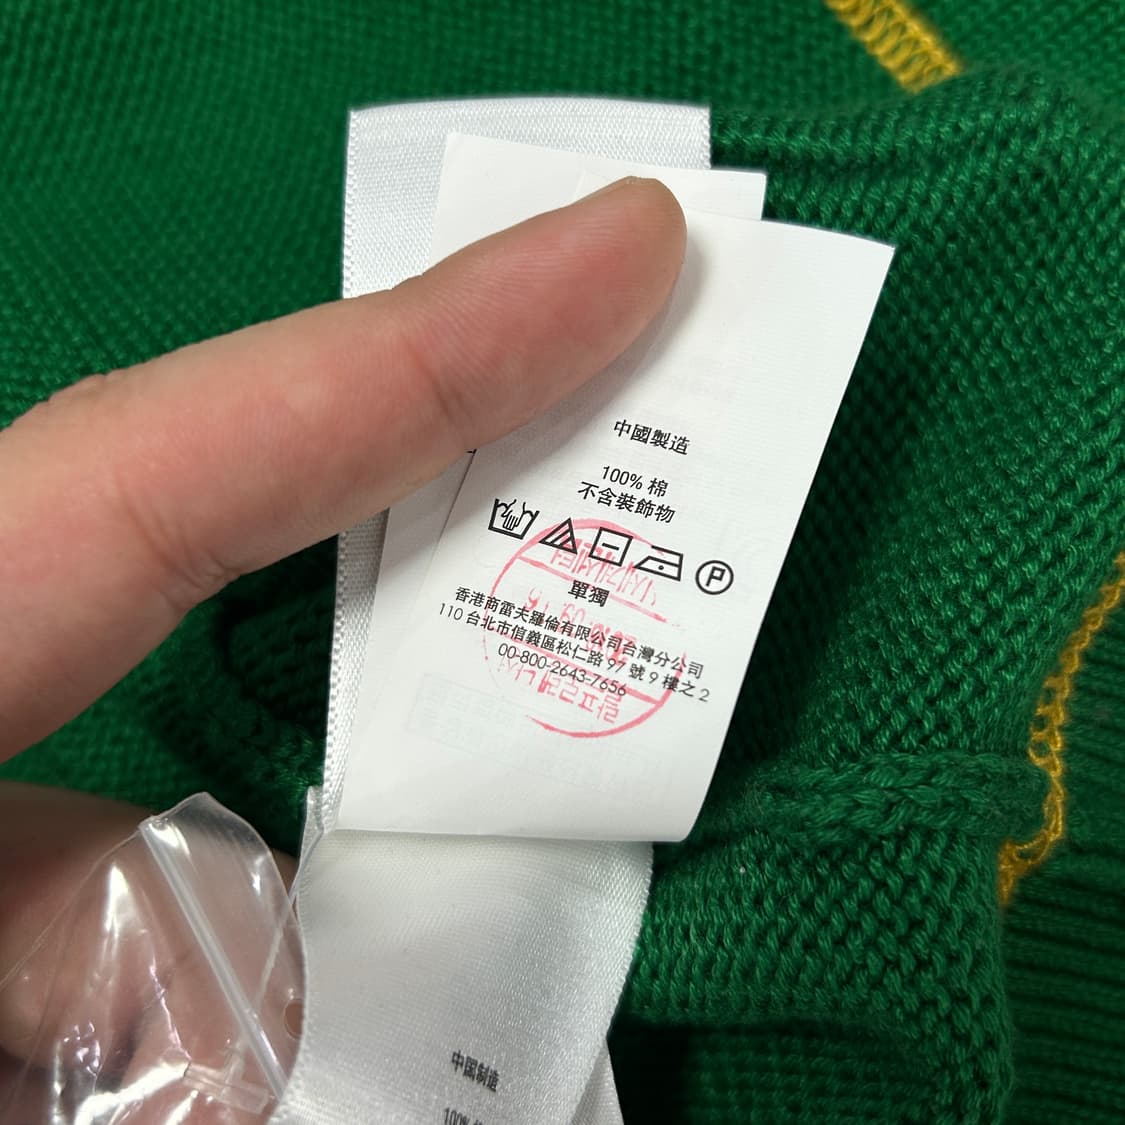 中國製造
100% 棉
不含裝飾物
P
單獨
香港商雷夫羅倫有限公司台灣分公司
110 台北市信義區松仁路 97 號 9 樓之 2
00-800-2643-7656
中国制造
100%